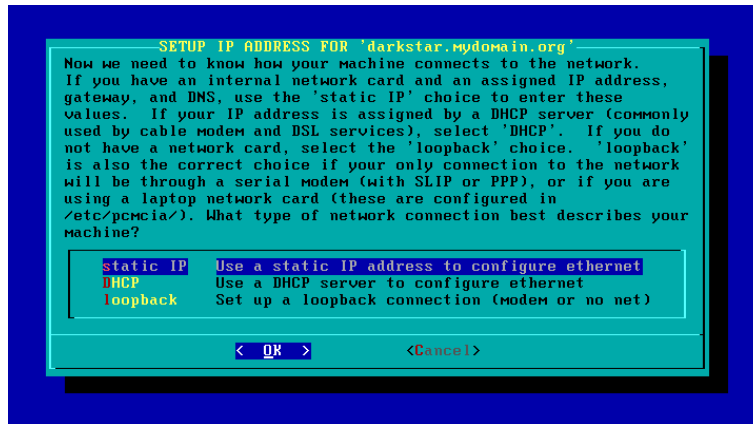 SETUP IP ADDRESS FOR 'darkstar.mydomain.org'
Now we need to know how your machine connects to the network.
If you have an internal network card and an assigned IP address,
gateway, and DNS, use the 'static IP' choice to enter these
values.  If your IP address is assigned by a DHCP server (commonly
used by cable modem and DSL services), select 'DHCP'.  If you do
not have a network card, select the 'loopback' choice.  'loopback'
is also the correct choice if your only connection to the network
will be through a serial modem (with SLIP or PPP), or if you are
using a laptop network card (these are configured in
/etc/pcmcia/).  What type of network connection best describes your
machine?
static IP  Use a static IP address to configure ethernet
DHCP       Use a DHCP server to configure ethernet
loopback   Set up a loopback connection (modem or no net)
<  OK  >  <Cancel>